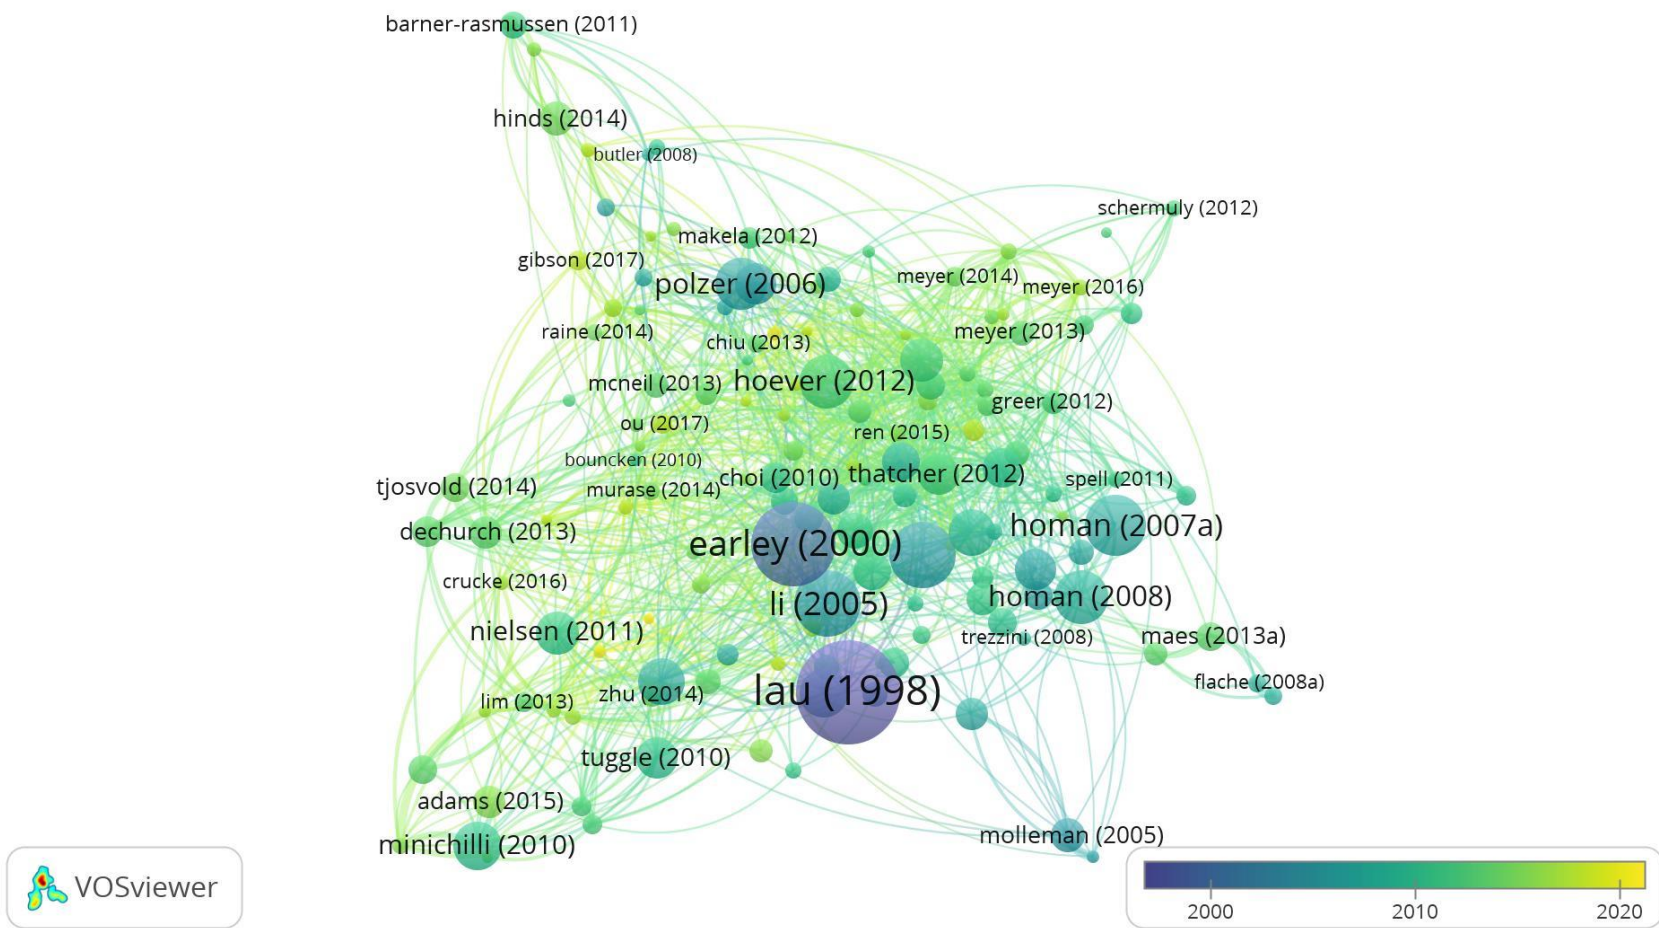 barner-rasmussen (2011)
hinds (2014)
butler (2008)
schermuly (2012)
makela (2012)
gibson (2017)
polzer (2006)
meyer (2014)
meyer (2016)
raine (2014)
chiu (2013)
meyer (2013)
mcneil (2013)
hoever (2012)
greer (2012)
ou (2017)
ren (2015)
bouncken (2010)
choi (2010)
thatcher (2012)
spell (2011)
tjosvold (2014)
murase (2014)
dechurch (2013)
earley (2000)
homan (2007a)
crucke (2016)
li (2005)
homan (2008)
nielsen (2011)
trezzini (2008)
maes (2013a)
lim (2013)
zhu (2014)
lau (1998)
flache (2008a)
tuggle (2010)
adams (2015)
minichilli (2010)
molleman (2005)
VOSviewer
2000
2010
2020